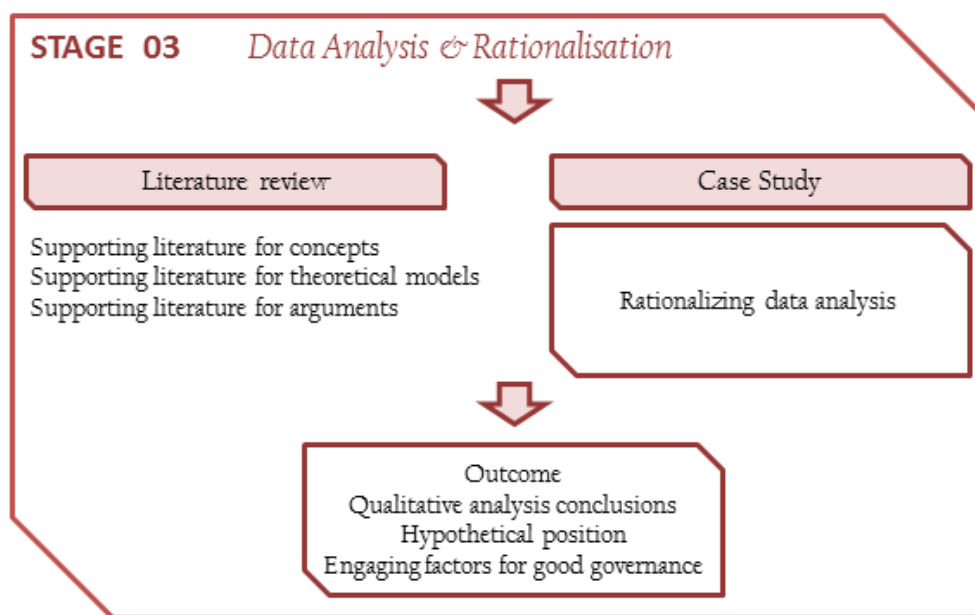 STAGE 03 Data Analysis & Rationalisation
Literature review
Supporting literature for concepts
Supporting literature for theoretical models
Supporting literature for arguments
Case Study
Rationalizing data analysis
Outcome
Qualitative analysis conclusions
Hypothetical position
Engaging factors for good governance